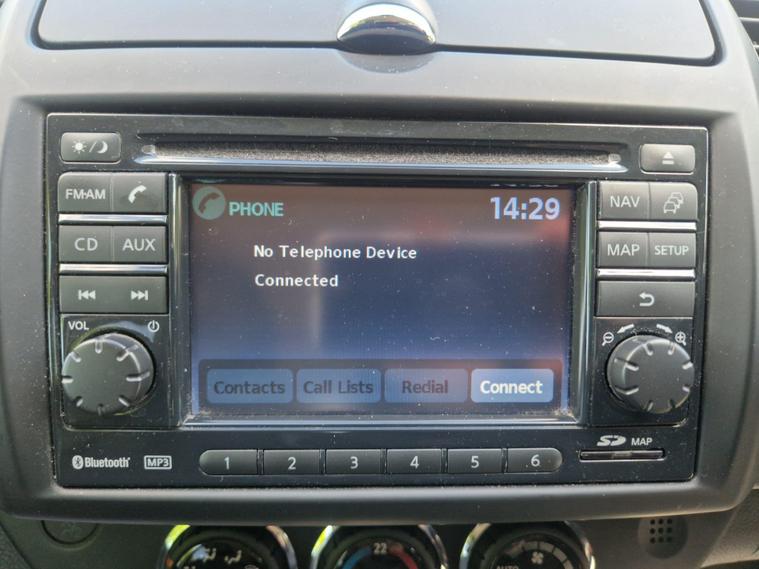 FM·AM
CD AUX
VOL
PHONE
14:29
No Telephone Device
Connected
Contacts Call Lists Redial Connect
NAV
MAP SETUP
Bluetooth®
MP3
1 2 3 4 5 6
SD MAP
22
AUTO